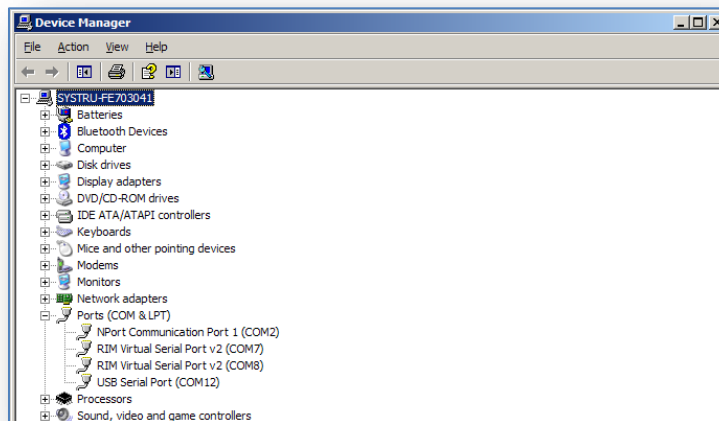 Device Manager
File Action View Help
SYSTRU-FE703041
Batteries
Bluetooth Devices
Computer
Disk drives
Display adapters
DVD/CD-ROM drives
IDE ATA/ATAPI controllers
Keyboards
Mice and other pointing devices
Modems
Monitors
Network adapters
Ports (COM & LPT)
NPort Communication Port 1 (COM2)
RIM Virtual Serial Port v2 (COM7)
RIM Virtual Serial Port v2 (COM8)
USB Serial Port (COM12)
Processors
Sound, video and game controllers